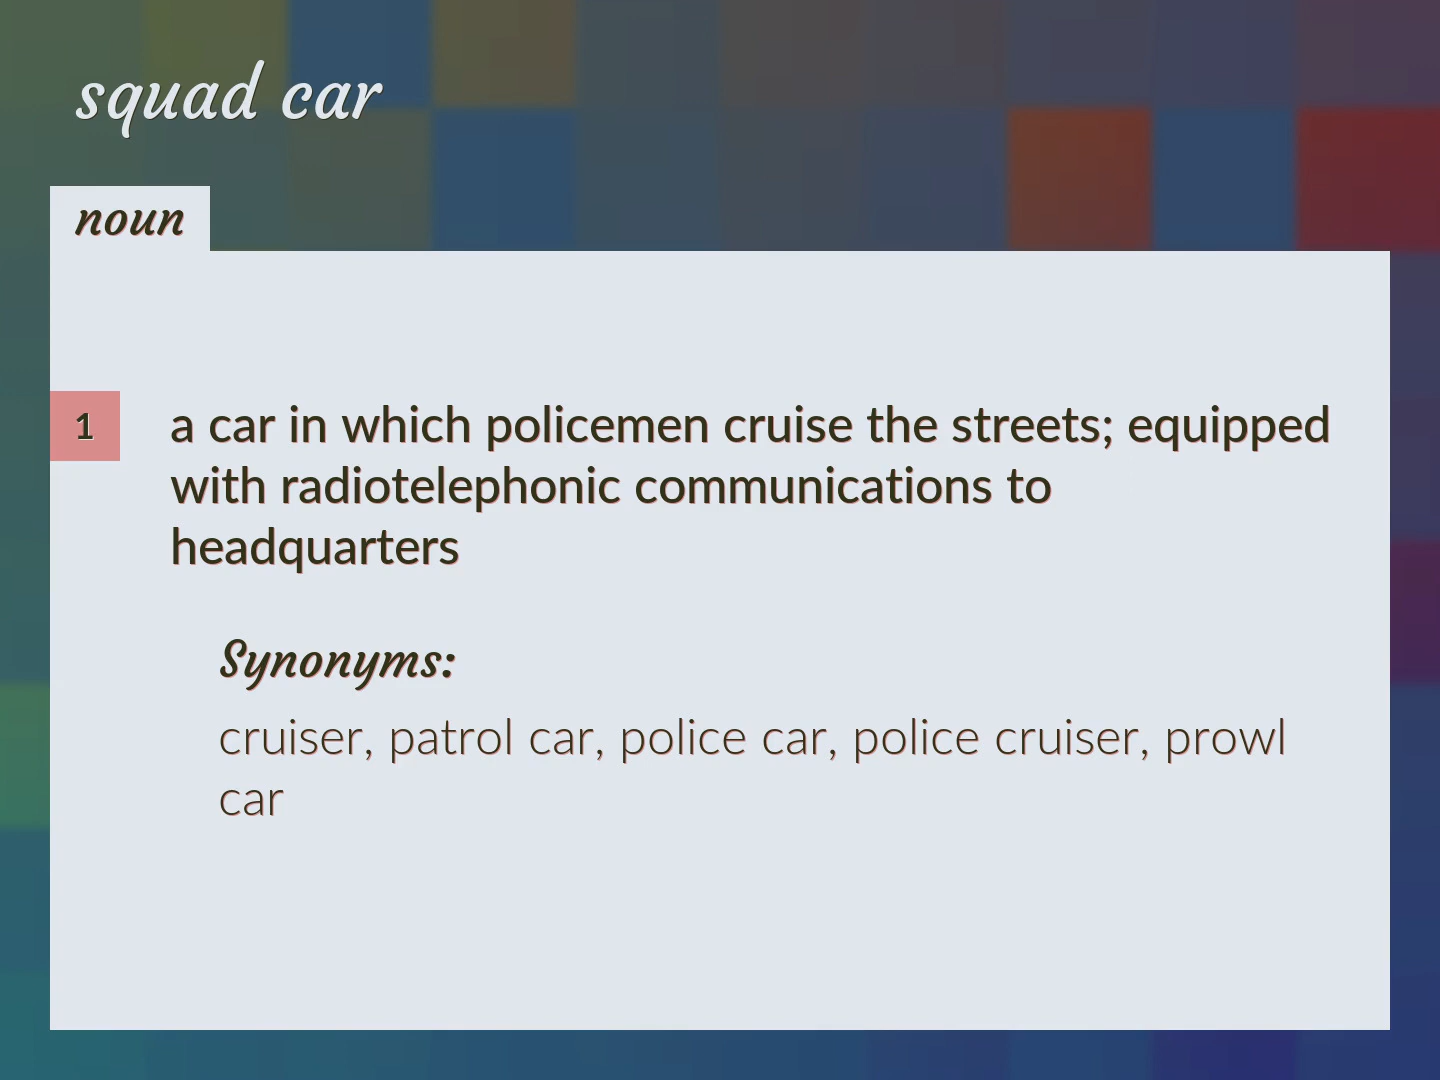 squad car
noun
1
a car in which policemen cruise the streets; equipped
with radiotelephonic communications to
headquarters
Synonyms:
cruiser, patrol car, police car, police cruiser, prowl
car